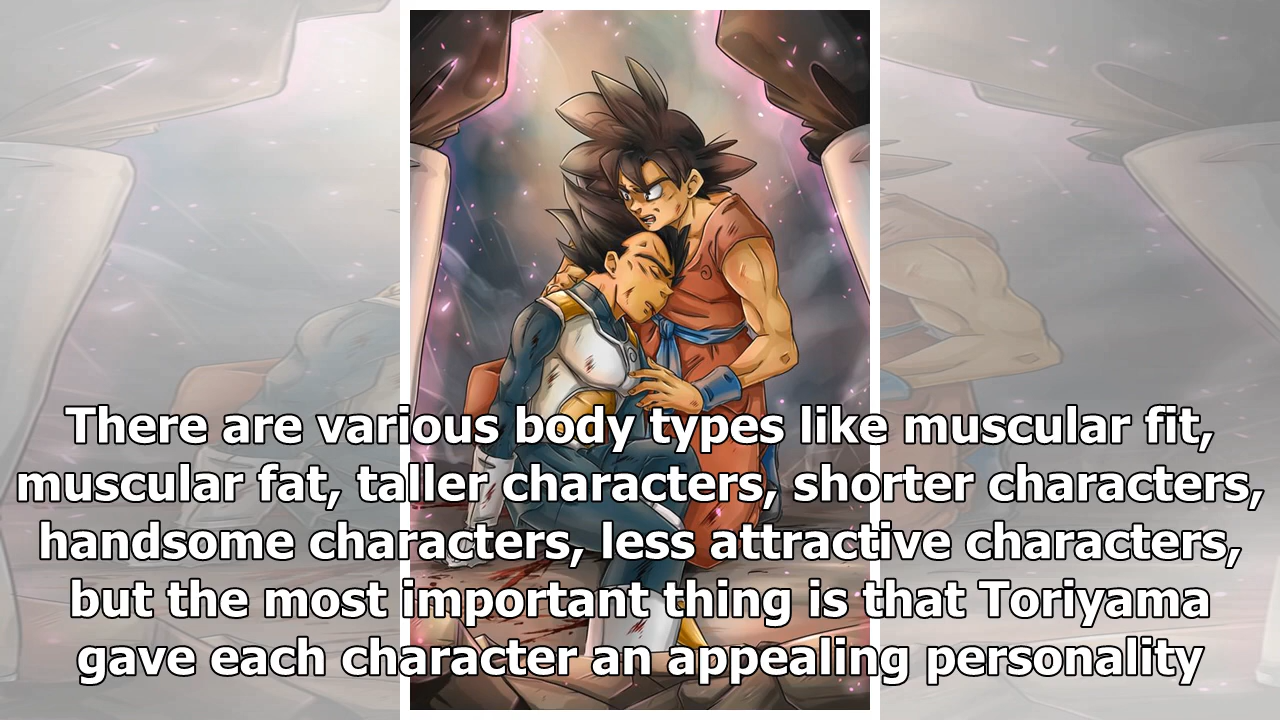 There are various body types like muscular fit,
muscular fat, taller characters, shorter characters,
handsome characters, less attractive characters,
but the most important thing is that Toriyama
gave each character an appealing personality